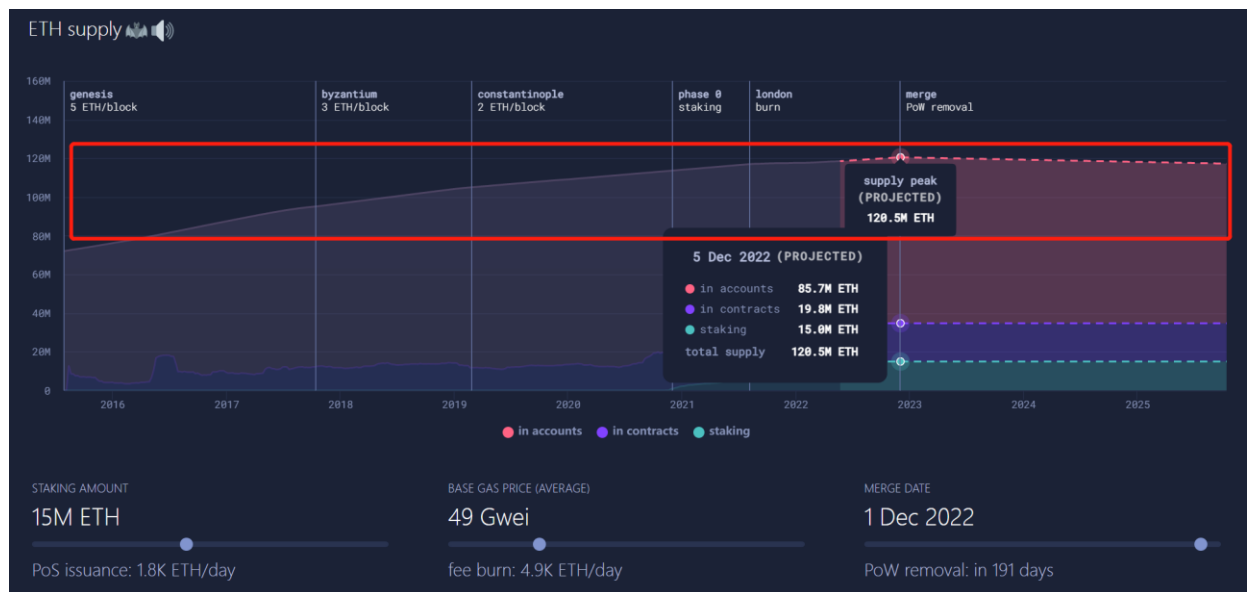 ETH supply
160M
140M
120M
100M
80M
60M
40M
20M
0
genesis
5 ETH/block
byzantium
3 ETH/block
constantinople
2 ETH/block
phase 0
staking
london
burn
merge
PoW removal
supply peak
(PROJECTED)
120.5M ETH
5 Dec 2022 (PROJECTED)
in accounts 85.7M ETH
in contracts 19.8M ETH
staking 15.0M ETH
total supply 120.5M ETH
2016 2017 2018 2019 2020 2021 2022 2023 2024 2025
in accounts in contracts staking
STAKING AMOUNT
15M ETH
PoS issuance: 1.8K ETH/day
BASE GAS PRICE (AVERAGE)
49 Gwei
fee burn: 4.9K ETH/day
MERGE DATE
1 Dec 2022
PoW removal: in 191 days